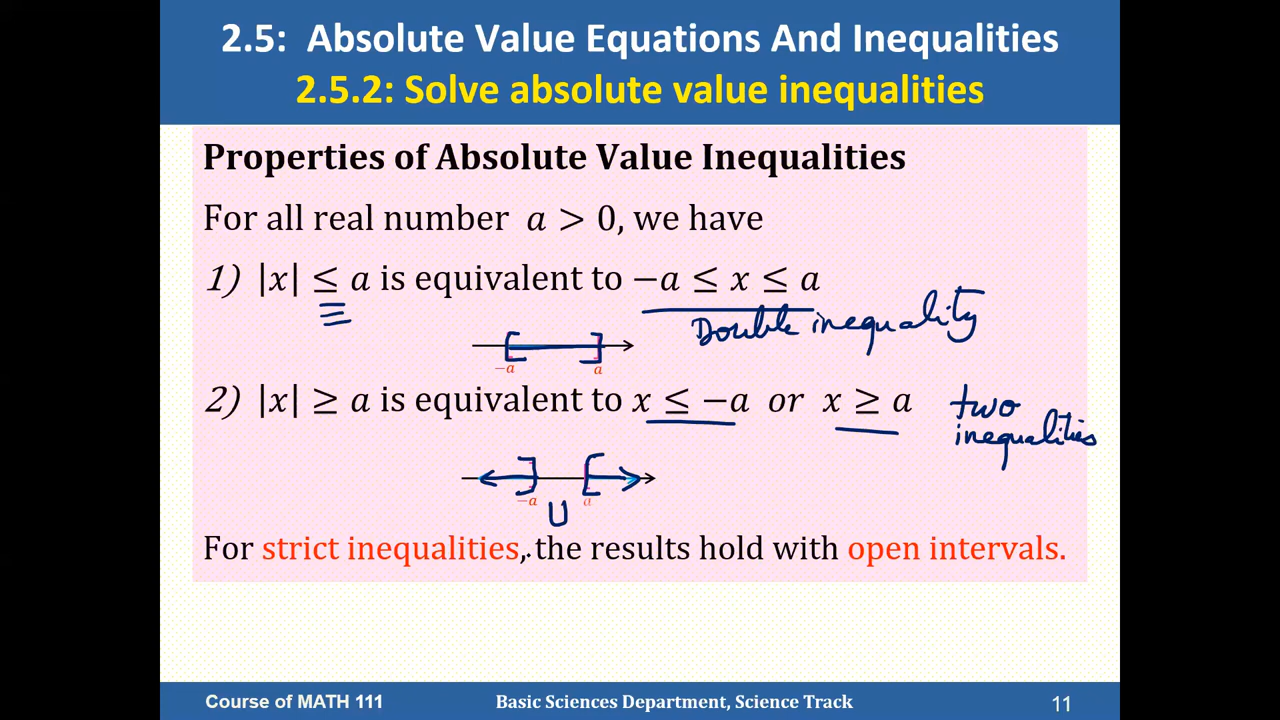 2.5: Absolute Value Equations And Inequalities
2.5.2: Solve absolute value inequalities
Properties of Absolute Value Inequalities
For all real number a > 0, we have
1) |x| ≤ a is equivalent to −a ≤ x ≤ a
Double inequality
−a a
2) |x| ≥ a is equivalent to x ≤ −a or x ≥ a
two
inequalities
−a a
U
For strict inequalities, the results hold with open intervals.
Course of MATH 111 Basic Sciences Department, Science Track 11